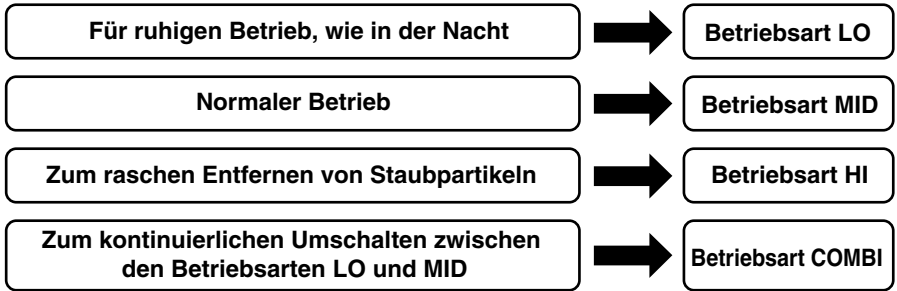 Für ruhigen Betrieb, wie in der Nacht
Betriebsart LO
Normaler Betrieb
Betriebsart MID
Zum raschen Entfernen von Staubpartikeln
Betriebsart HI
Zum kontinuierlichen Umschalten zwischen
den Betriebsarten LO und MID
Betriebsart COMBI